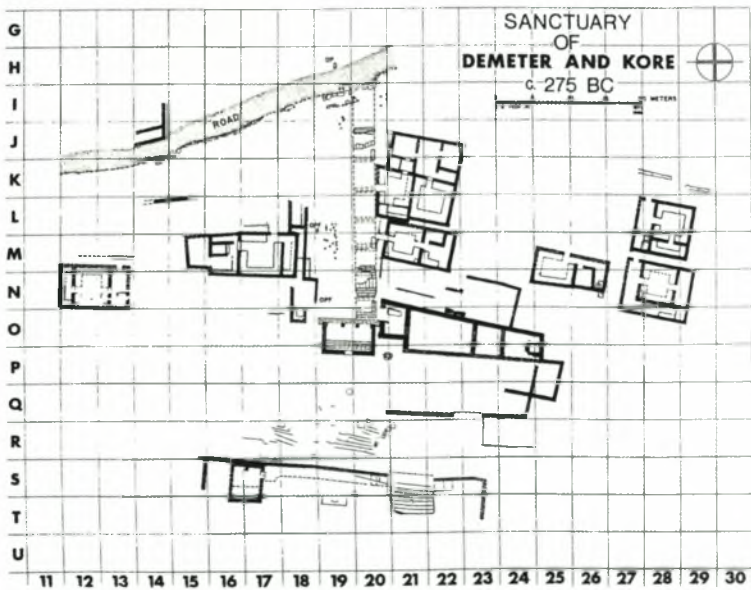 SANCTUARY
OF
DEMETER AND KORE
c. 275 BC
METERS
G
H
I
J
K
L
M
N
O
P
Q
R
S
T
U
ROAD
OPF
11 12 13 14 15 16 17 18 19 20 21 22 23 24 25 26 27 28 29 30